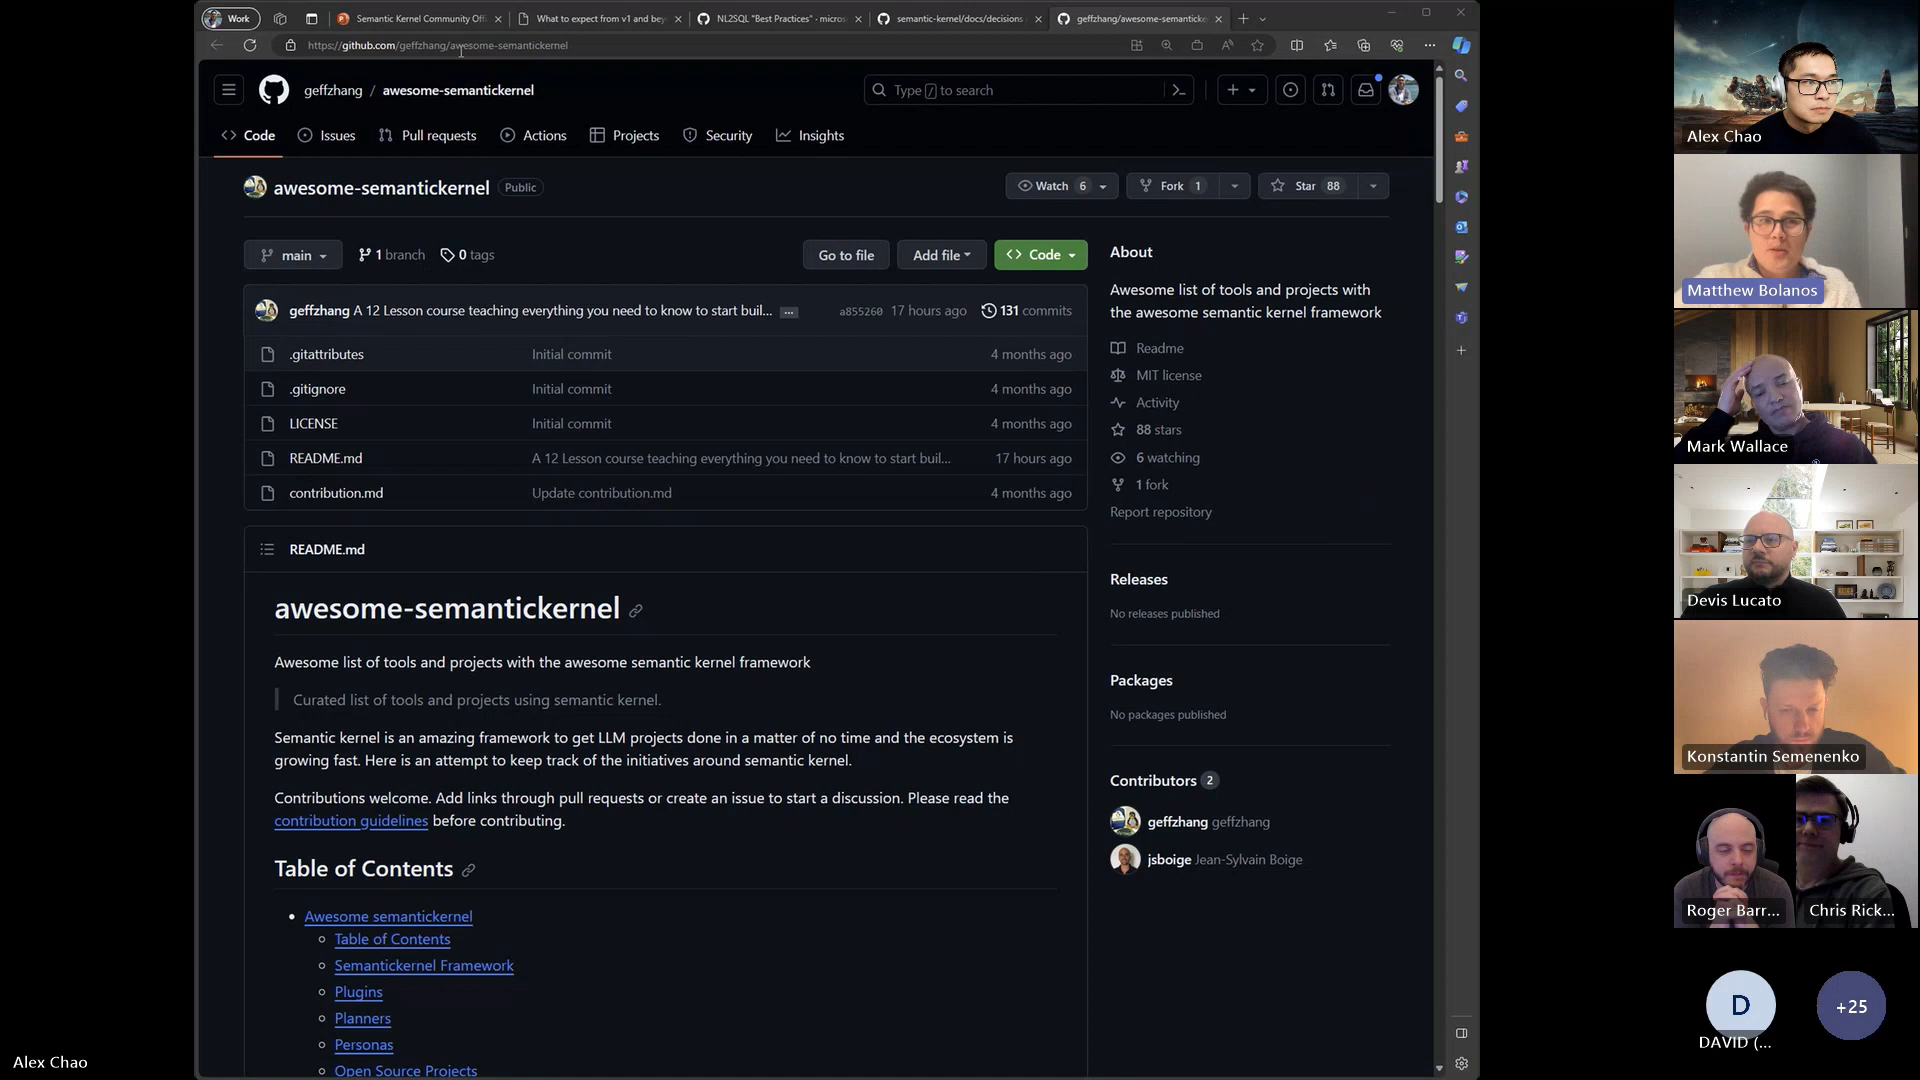 Work
Semantic Kernel Community Offi
What to expect from v1 and bey
NL2SQL "Best Practices" · micros
semantic-kernel/docs/decisions
geffzhang/awesome-semanticke
https://github.com/geffzhang/awesome-semantickernel
geffzhang / awesome-semantickernel
Type / to search
Code
Issues
Pull requests
Actions
Projects
Security
Insights
awesome-semantickernel Public
Watch 6
Fork 1
Star 88
main
1 branch
0 tags
Go to file
Add file
Code
geffzhang A 12 Lesson course teaching everything you need to know to start buil... ...
a855260 17 hours ago 131 commits
.gitattributes Initial commit 4 months ago
.gitignore Initial commit 4 months ago
LICENSE Initial commit 4 months ago
README.md A 12 Lesson course teaching everything you need to know to start buil... 17 hours ago
contribution.md Update contribution.md 4 months ago
README.md
awesome-semantickernel
Awesome list of tools and projects with the awesome semantic kernel framework
Curated list of tools and projects using semantic kernel.
Semantic kernel is an amazing framework to get LLM projects done in a matter of no time and the ecosystem is
growing fast. Here is an attempt to keep track of the initiatives around semantic kernel.
Contributions welcome. Add links through pull requests or create an issue to start a discussion. Please read the
contribution guidelines before contributing.
Table of Contents
Awesome semantickernel
Table of Contents
Semantickernel Framework
Plugins
Planners
Personas
Open Source Projects
About
Awesome list of tools and projects with
the awesome semantic kernel framework
Readme
MIT license
Activity
88 stars
6 watching
1 fork
Report repository
Releases
No releases published
Packages
No packages published
Contributors 2
geffzhang geffzhang
jsboige Jean-Sylvain Boige
Alex Chao
Matthew Bolanos
Mark Wallace
Devis Lucato
Konstantin Semenenko
Roger Barr...
Chris Rick...
D
DAVID (...
+25
Alex Chao